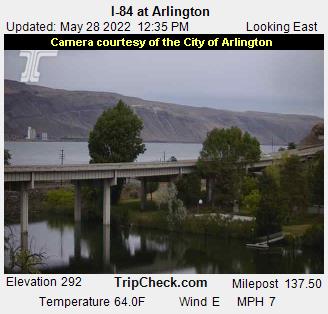 I-84 at Arlington
Updated: May 28 2022 12:35 PM Looking East
Camera courtesy of the City of Arlington
Elevation 292 TripCheck.com Milepost 137.50
Temperature 64.0F Wind E MPH 7